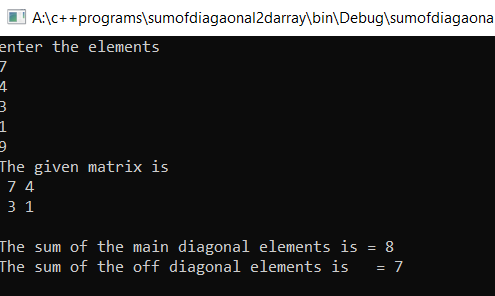 A:\c++programs\sumofdiagaonal2darray\bin\Debug\sumofdiagaona
enter the elements
7
4
3
1
9
The given matrix is
7 4
3 1
The sum of the main diagonal elements is = 8
The sum of the off diagonal elements is   = 7